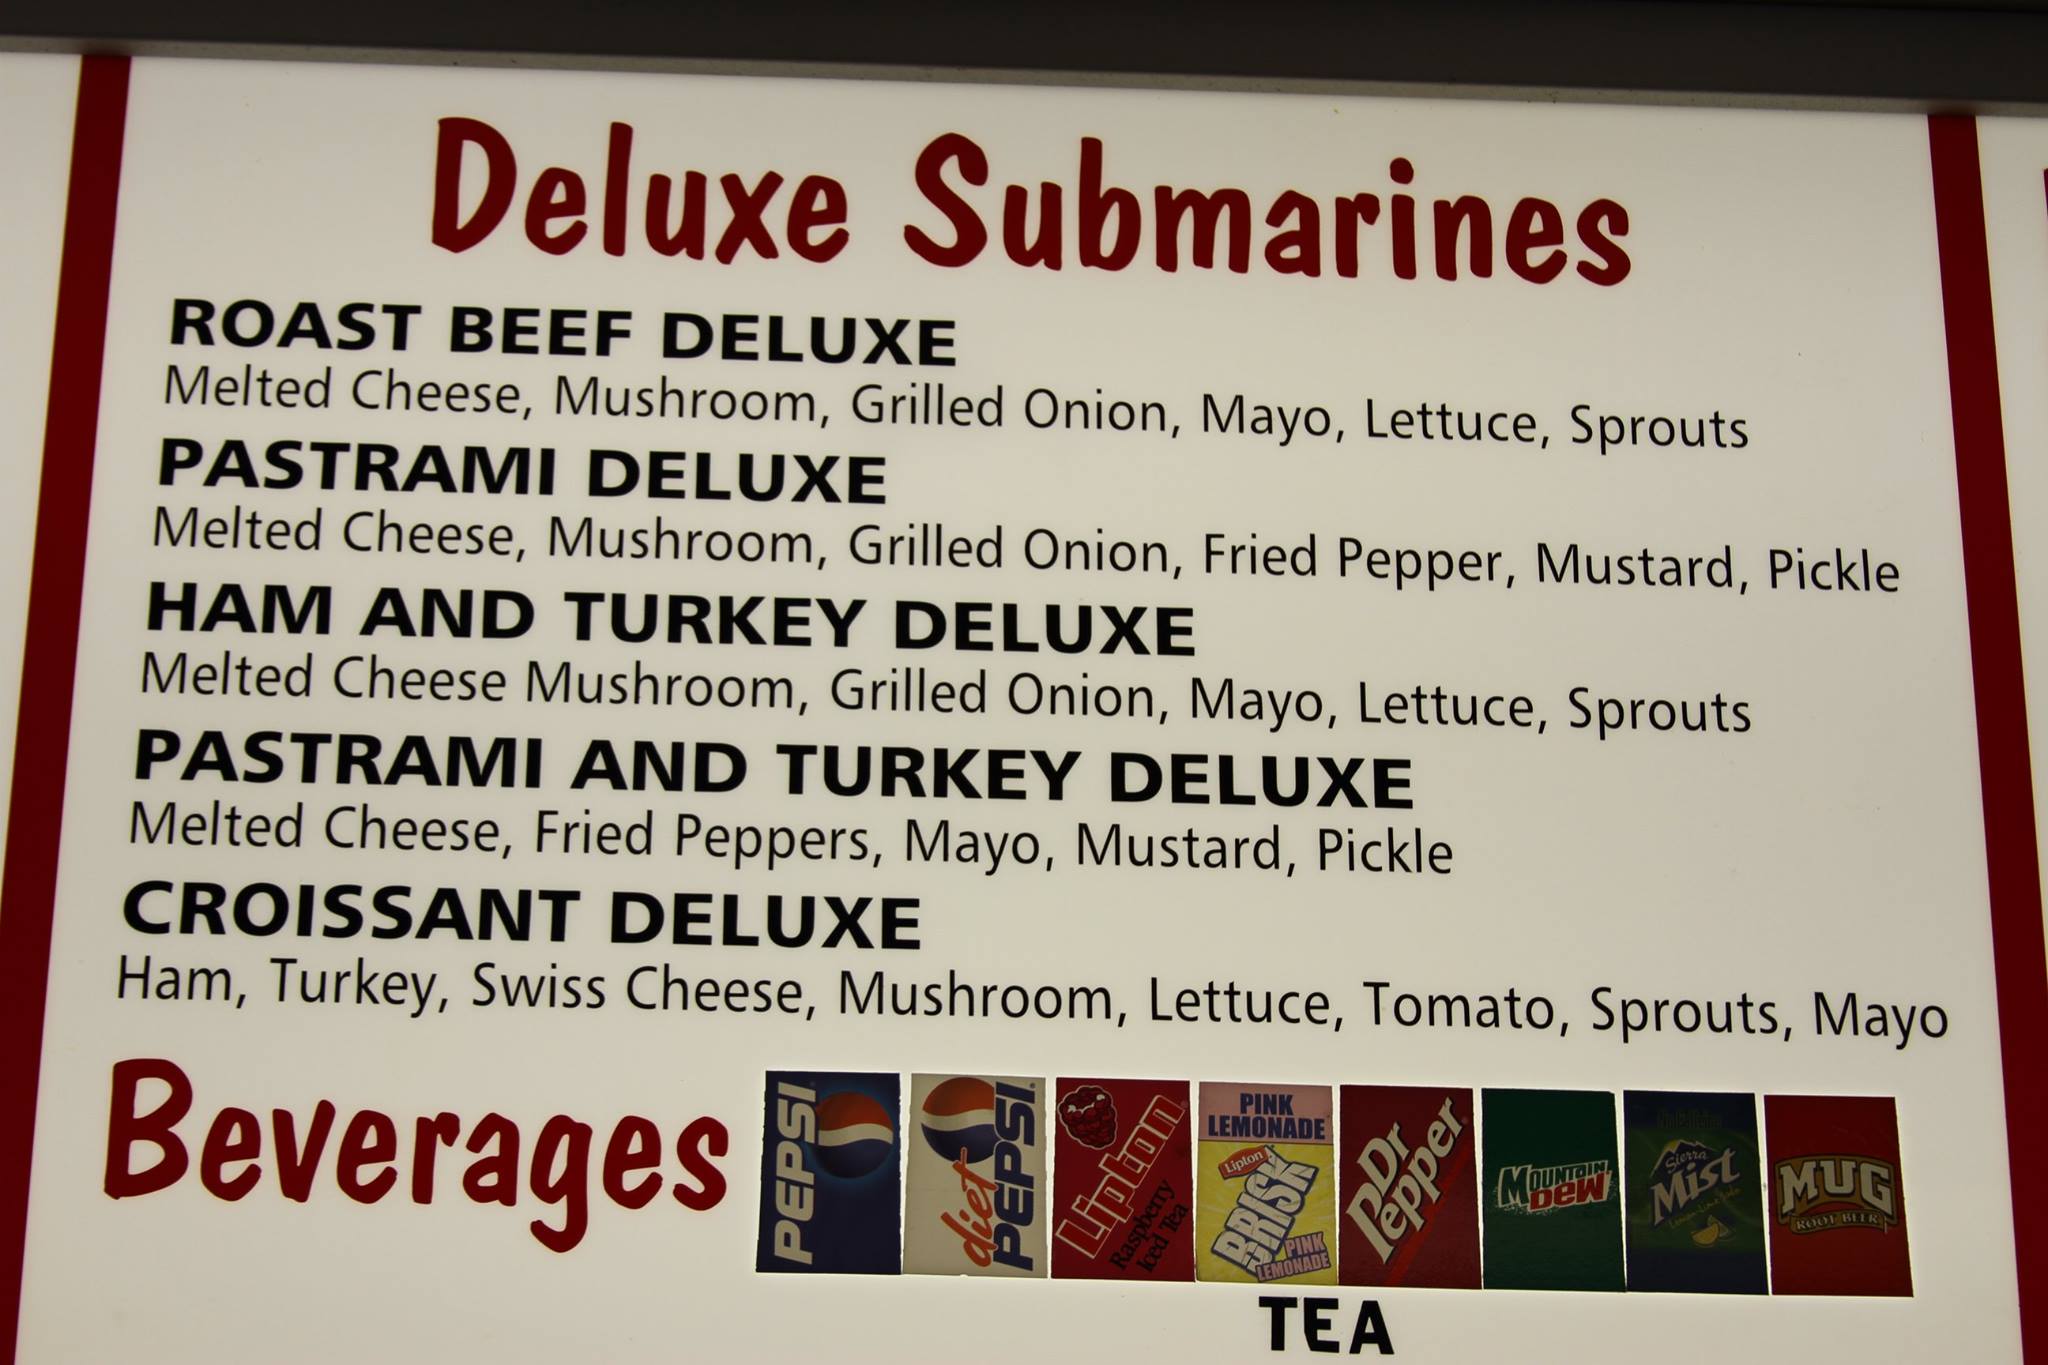 Deluxe Submarines
ROAST BEEF DELUXE
Melted Cheese, Mushroom, Grilled Onion, Mayo, Lettuce, Sprouts
PASTRAMI DELUXE
Melted Cheese, Mushroom, Grilled Onion, Fried Pepper, Mustard, Pickle
HAM AND TURKEY DELUXE
Melted Cheese Mushroom, Grilled Onion, Mayo, Lettuce, Sprouts
PASTRAMI AND TURKEY DELUXE
Melted Cheese, Fried Peppers, Mayo, Mustard, Pickle
CROISSANT DELUXE
Ham, Turkey, Swiss Cheese, Mushroom, Lettuce, Tomato, Sprouts, Mayo
Beverages
PEPSI
diet
PEPSI
Lipton
Raspberry
Iced Tea
PINK
LEMONADE
Lipton
BRISK
PINK
LEMONADE
Dr
Pepper
MOUNTAIN
DEW
Sierra
Mist
MUG
ROOT BEER
TEA